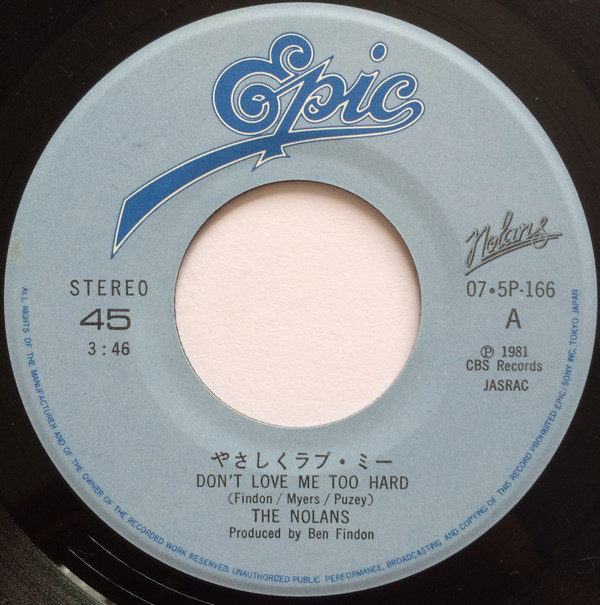 Epic
Nolans
STEREO
45
3:46
07・5P-166
A
℗ 1981
CBS Records
JASRAC
やさしくラブ・ミー
DON'T LOVE ME TOO HARD
(Findon / Myers / Puzey)
THE NOLANS
Produced by Ben Findon
ALL RIGHTS OF THE MANUFACTURER AND OF THE OWNER OF THE RECORDED WORK RESERVED. UNAUTHORIZED PUBLIC PERFORMANCE, BROADCASTING AND COPYING OF THIS RECORD PROHIBITED EPIC/SONY INC. TOKYO JAPAN